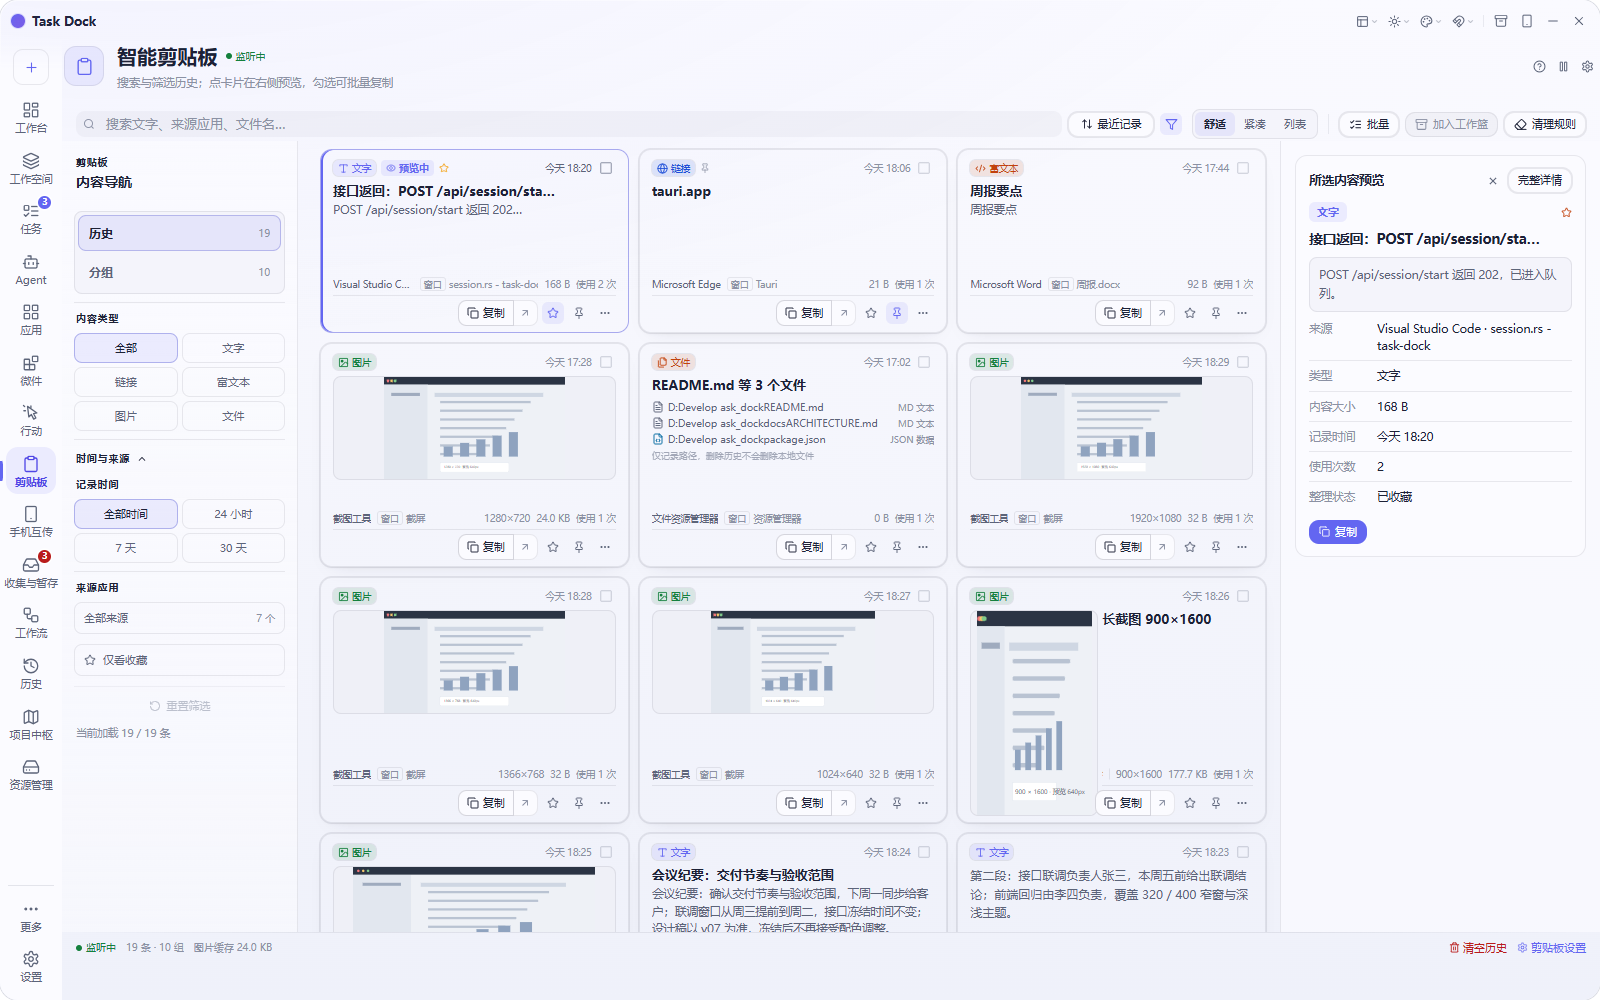 Task Dock
智能剪贴板
监听中
搜索与筛选历史；点卡片在右侧预览，勾选可批量复制
工作台
工作空间
3
任务
Agent
应用
微件
行动
剪贴板
手机互传
3
收集与暂存
工作流
历史
项目中枢
资源管理
更多
设置
搜索文字、来源应用、文件名...
最近记录
舒适
紧凑
列表
批量
加入工作篮
清理规则
剪贴板
内容导航
历史 19
分组 10
内容类型
全部 文字
链接 富文本
图片 文件
时间与来源
记录时间
全部时间 24 小时
7 天 30 天
来源应用
全部来源 7 个
仅看收藏
重置筛选
当前加载 19 / 19 条
文字 预览中 今天 18:20
接口返回：POST /api/session/sta...
POST /api/session/start 返回 202...
Visual Studio C... 窗口 session.rs - task-doc 168 B 使用 2 次
复制
链接 今天 18:06
tauri.app
Microsoft Edge 窗口 Tauri 21 B 使用 1 次
复制
富文本 今天 17:44
周报要点
周报要点
Microsoft Word 窗口 周报.docx 92 B 使用 1 次
复制
图片 今天 17:28
截图工具 窗口 截屏 1280×720 24.0 KB 使用 1 次
复制
文件 今天 17:02
README.md 等 3 个文件
D:Develop ask_dockREADME.md MD 文本
D:Develop ask_dockdocsARCHITECTURE.md MD 文本
D:Develop ask_dockpackage.json JSON 数据
仅记录路径，删除历史不会删除本地文件
文件资源管理器 窗口 资源管理器 0 B 使用 1 次
复制
图片 今天 18:29
截图工具 窗口 截屏 1920×1080 32 B 使用 1 次
复制
图片 今天 18:28
截图工具 窗口 截屏 1366×768 32 B 使用 1 次
复制
图片 今天 18:27
截图工具 窗口 截屏 1024×640 32 B 使用 1 次
复制
图片 今天 18:26
长截图 900×1600
900 × 1600 · 预览 640px
900×1600 177.7 KB 使用 1 次
复制
图片 今天 18:25
文字 今天 18:24
会议纪要：交付节奏与验收范围
会议纪要：确认交付节奏与验收范围，下周一同步给客
户；联调窗口从周三提前到周二，接口冻结时间不变；
设计稿以 v07 为准，冻结后不再接受配色调整。
文字 今天 18:23
第二段：接口联调负责人张三，本周五前给出联调结
论；前端回归由李四负责，覆盖 320 / 400 窄窗与深
浅主题。
所选内容预览 完整详情
文字
接口返回：POST /api/session/sta...
POST /api/session/start 返回 202，已进入队
列。
来源 Visual Studio Code · session.rs -
task-dock
类型 文字
内容大小 168 B
记录时间 今天 18:20
使用次数 2
整理状态 已收藏
复制
监听中 19 条 · 10 组 图片缓存 24.0 KB
清空历史 剪贴板设置